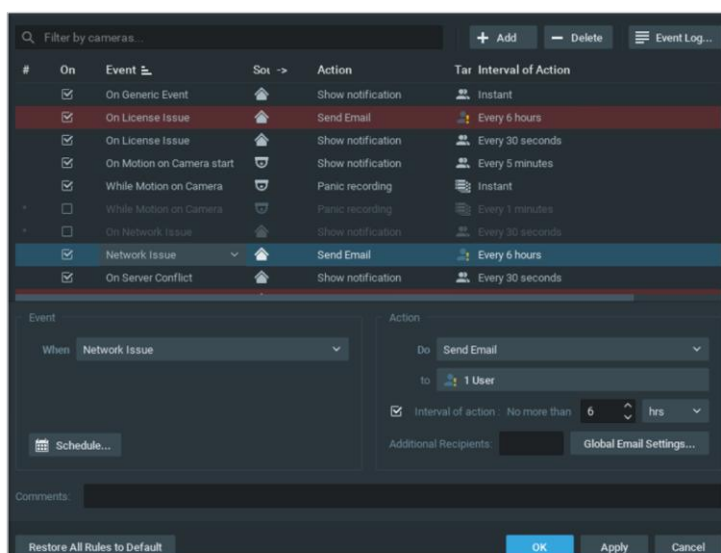 Filter by cameras...
+ Add
− Delete
Event Log...
# On Event Sou -> Action Tar Interval of Action
On Generic Event Show notification Instant
On License Issue Send Email Every 6 hours
On License Issue Show notification Every 30 seconds
On Motion on Camera start Show notification Every 5 minutes
While Motion on Camera Panic recording Instant
* While Motion on Camera Panic recording Every 1 minutes
* On Network Issue Show notification Every 30 seconds
Network Issue Send Email Every 6 hours
On Server Conflict Show notification Every 30 seconds
Event
When Network Issue
Schedule...
Action
Do Send Email
to 1 User
Interval of action : No more than 6 hrs
Additional Recipients: Global Email Settings...
Comments:
Restore All Rules to Default
OK
Apply
Cancel